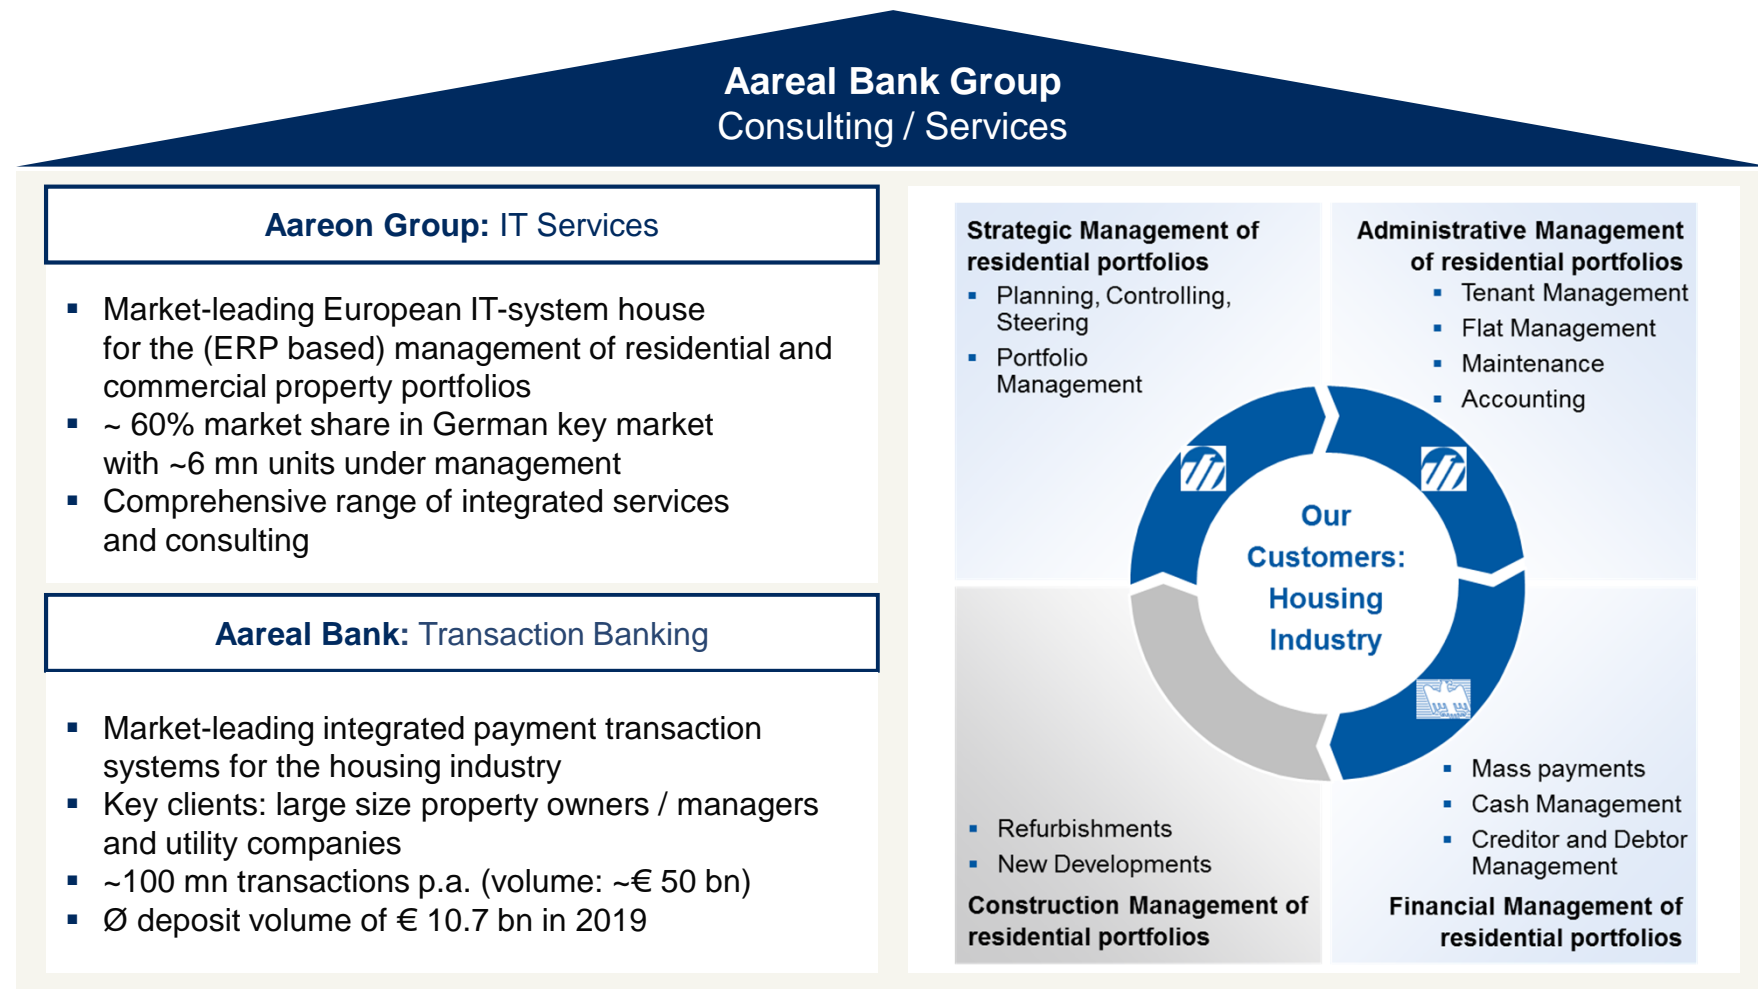 Aareal Bank Group
Consulting / Services
Aareon Group: IT Services
▪ Market-leading European IT-system house
for the (ERP based) management of residential and
commercial property portfolios
▪ ~ 60% market share in German key market
with ~6 mn units under management
▪ Comprehensive range of integrated services
and consulting
Aareal Bank: Transaction Banking
▪ Market-leading integrated payment transaction
systems for the housing industry
▪ Key clients: large size property owners / managers
and utility companies
▪ ~100 mn transactions p.a. (volume: ~€ 50 bn)
▪ Ø deposit volume of € 10.7 bn in 2019
Strategic Management of
residential portfolios
▪ Planning, Controlling,
Steering
▪ Portfolio
Management
Administrative Management
of residential portfolios
▪ Tenant Management
▪ Flat Management
▪ Maintenance
▪ Accounting
Our
Customers:
Housing
Industry
▪ Refurbishments
▪ New Developments
Construction Management of
residential portfolios
▪ Mass payments
▪ Cash Management
▪ Creditor and Debtor
Management
Financial Management of
residential portfolios